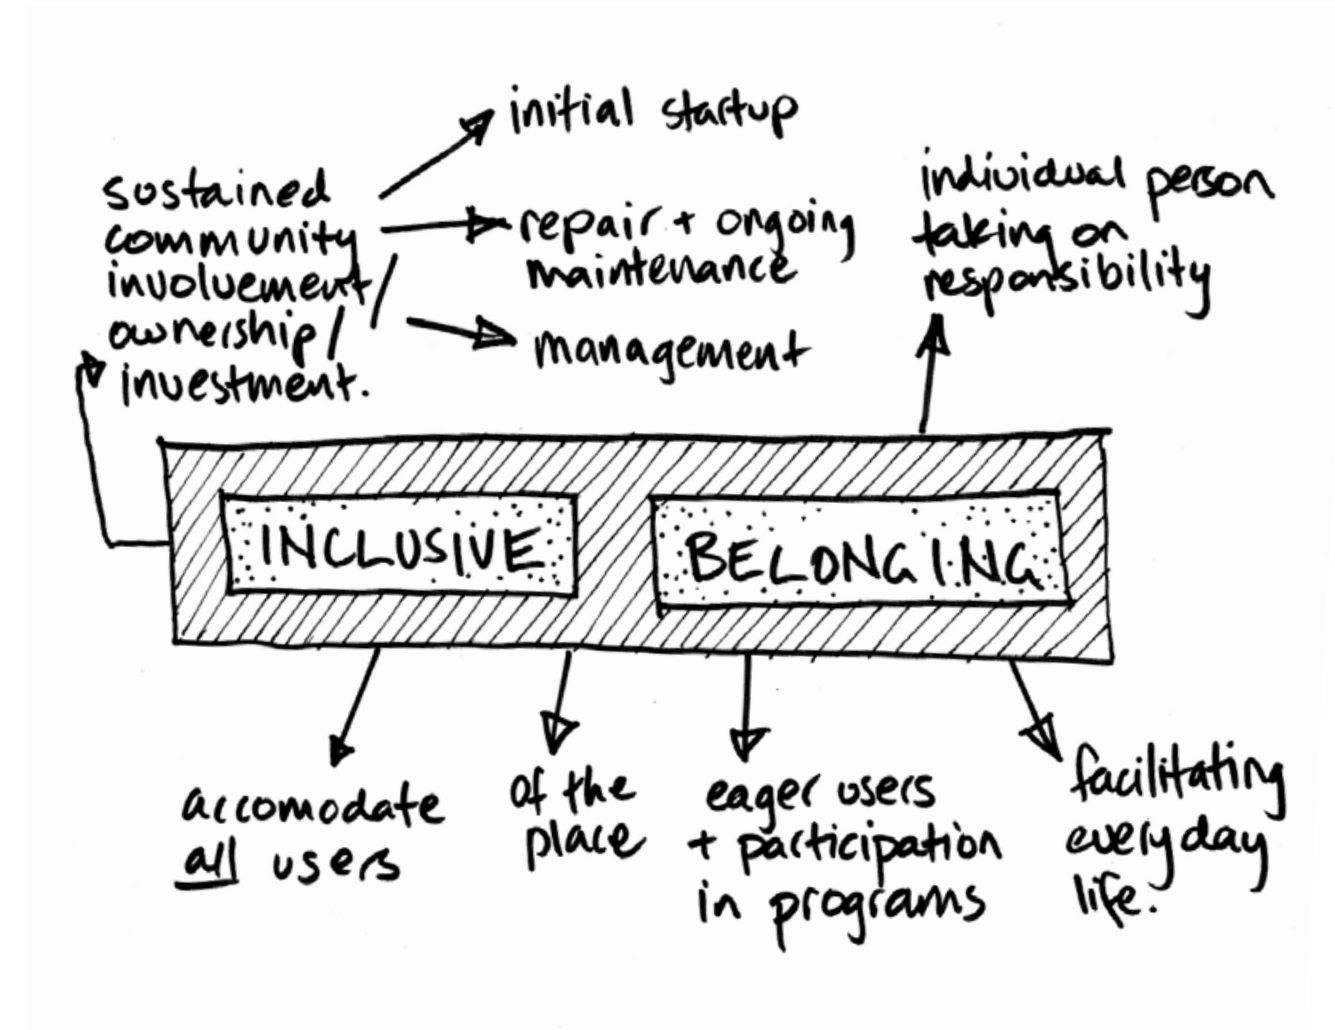 initial startup
sustained
community
involvement/
ownership/
investment.
repair + ongoing
maintenance
management
individual person
taking on
responsibility
INCLUSIVE
BELONGING
accomodate
all users
of the
place
eager users
+ participation
in programs
facilitating
everyday
life.